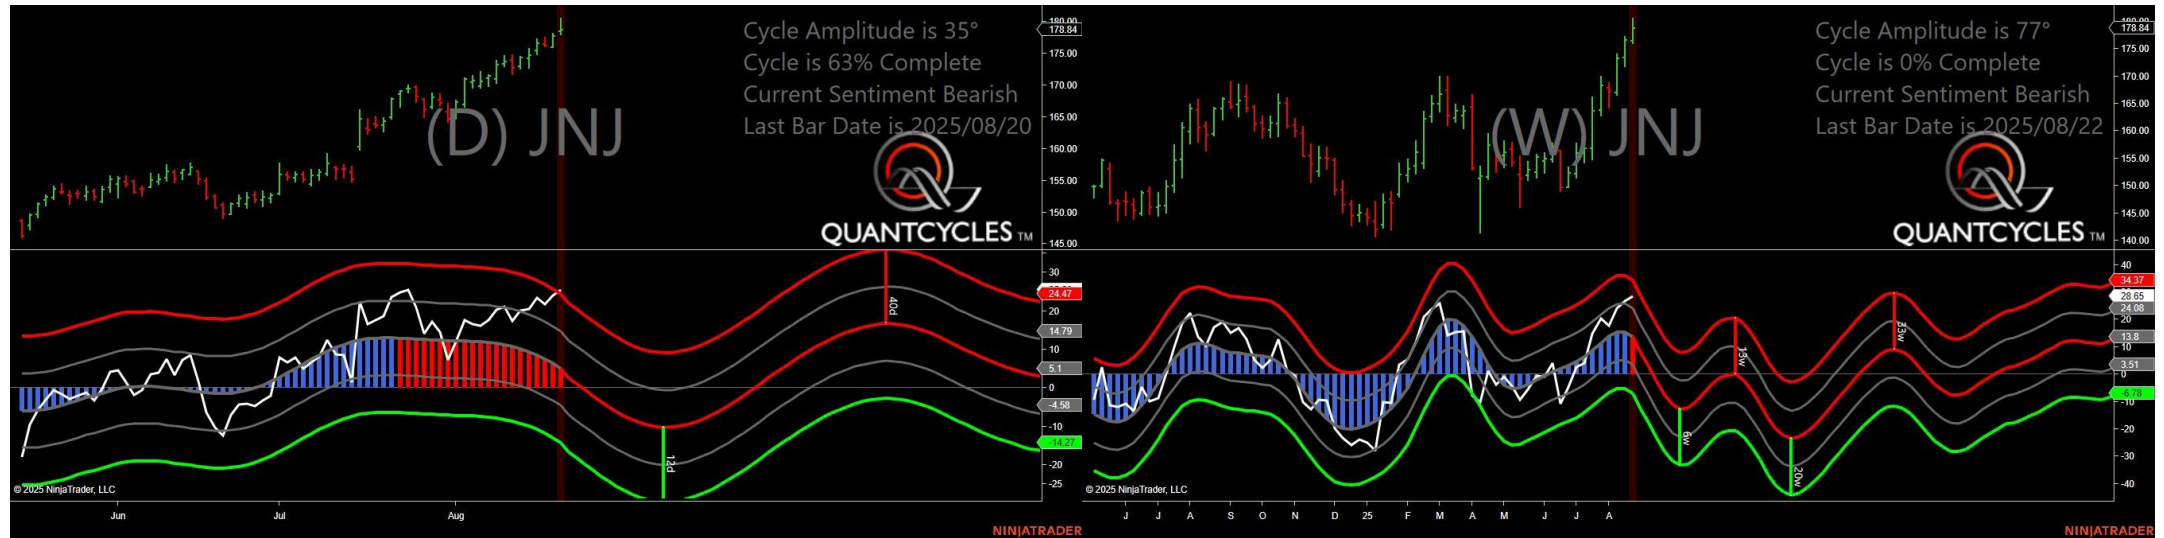 Cycle Amplitude is 35°
Cycle is 63% Complete
Current Sentiment Bearish
Last Bar Date is 2025/08/20
(D) JNJ
QUANTCYCLES TM
180.00
178.84
175.00
170.00
165.00
160.00
155.00
150.00
145.00
30
24.47
20
14.79
10
5.1
0
-4.58
-10
-14.27
-20
-25
40d
12d
© 2025 NinjaTrader, LLC
Jun Jul Aug
NINJATRADER
Cycle Amplitude is 77°
Cycle is 0% Complete
Current Sentiment Bearish
Last Bar Date is 2025/08/22
(W) JNJ
QUANTCYCLES TM
180.00
178.84
175.00
170.00
165.00
160.00
155.00
150.00
145.00
140.00
40
34.37
28.65
24.08
20
13.8
10
3.51
0
-6.78
-10
-20
-30
-40
6w
13w
20w
33w
© 2025 NinjaTrader, LLC
J J A S O N D 25 F M A M J J A
NINJATRADER